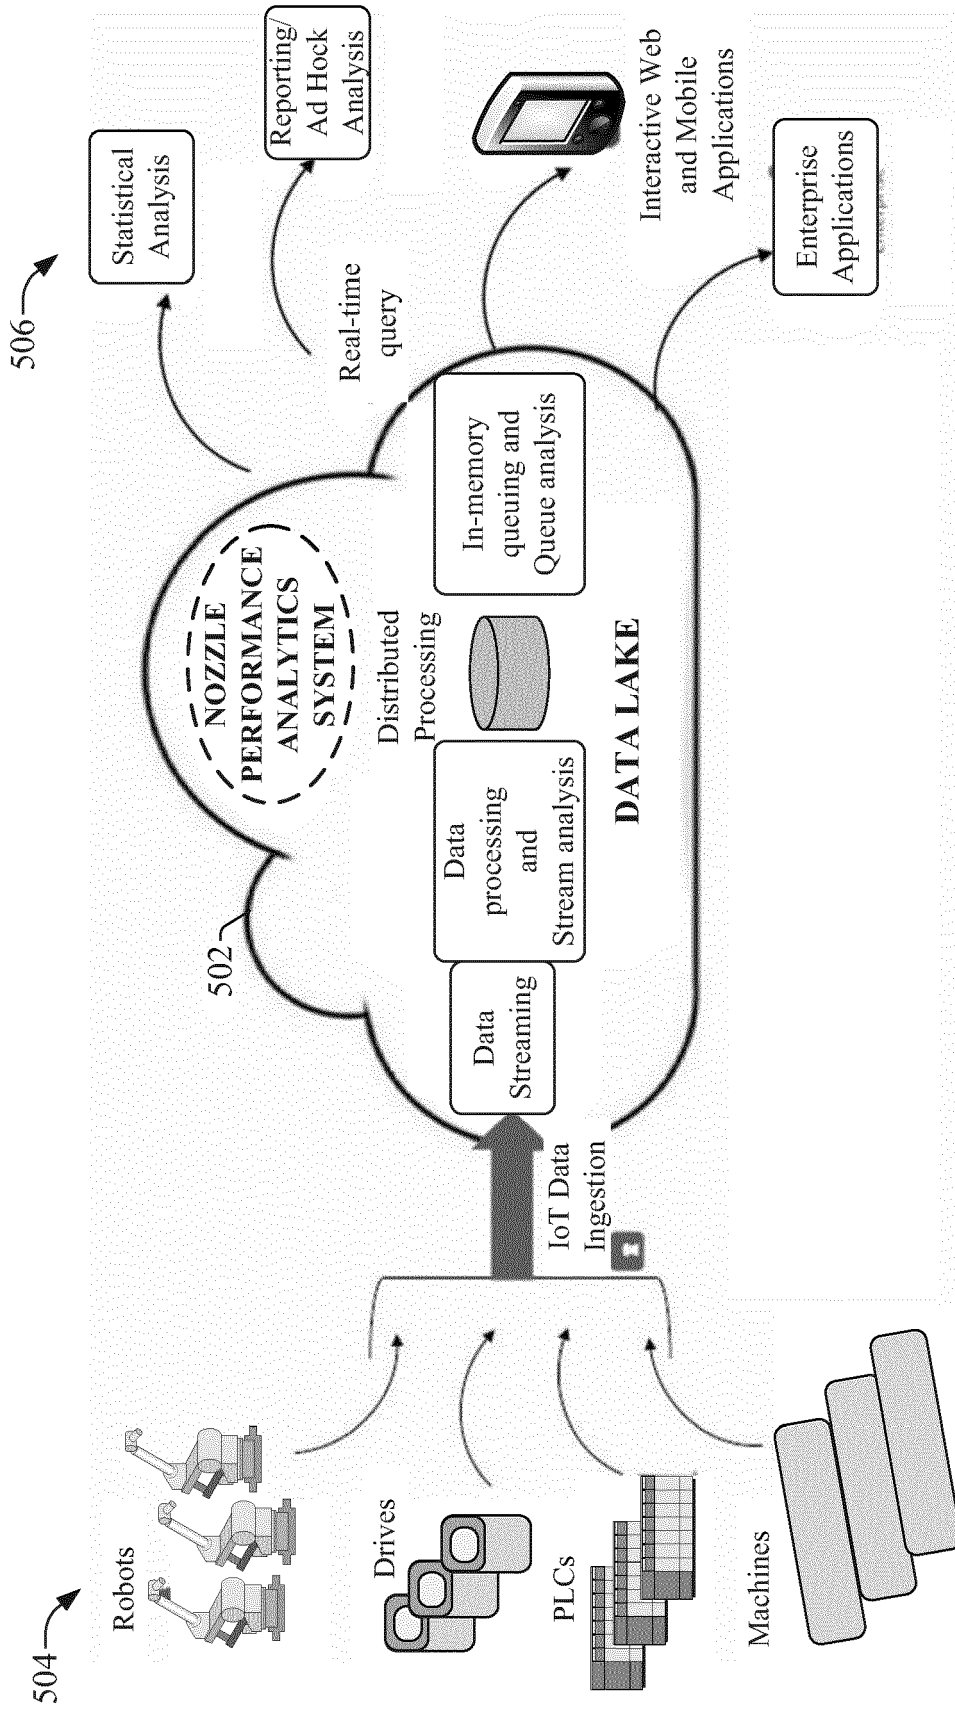 504
Robots
Drives
PLCs
Machines
IoT Data
Ingestion
502
NOZZLE
PERFORMANCE
ANALYTICS
SYSTEM
Data
Streaming
Data
processing
and
Stream analysis
Distributed
Processing
In-memory
queuing and
Queue analysis
DATA LAKE
506
Statistical
Analysis
Reporting/
Ad Hock
Analysis
Real-time
query
Interactive Web
and Mobile
Applications
Enterprise
Applications